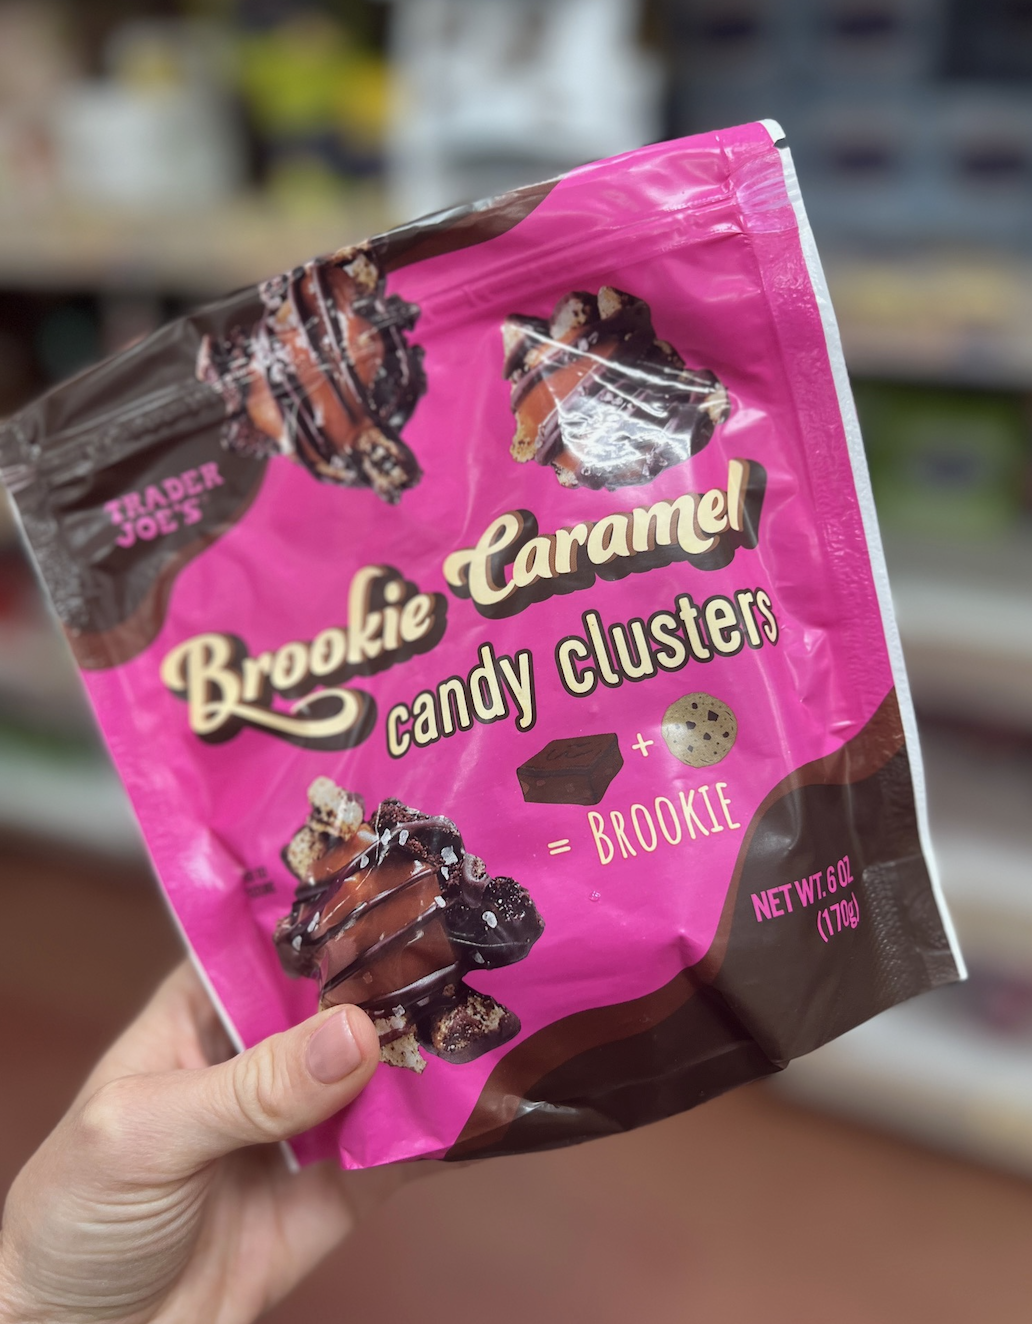 TRADER
JOE'S
Brookie Caramel
candy clusters
+
= BROOKIE
NET WT. 6 OZ
(170g)